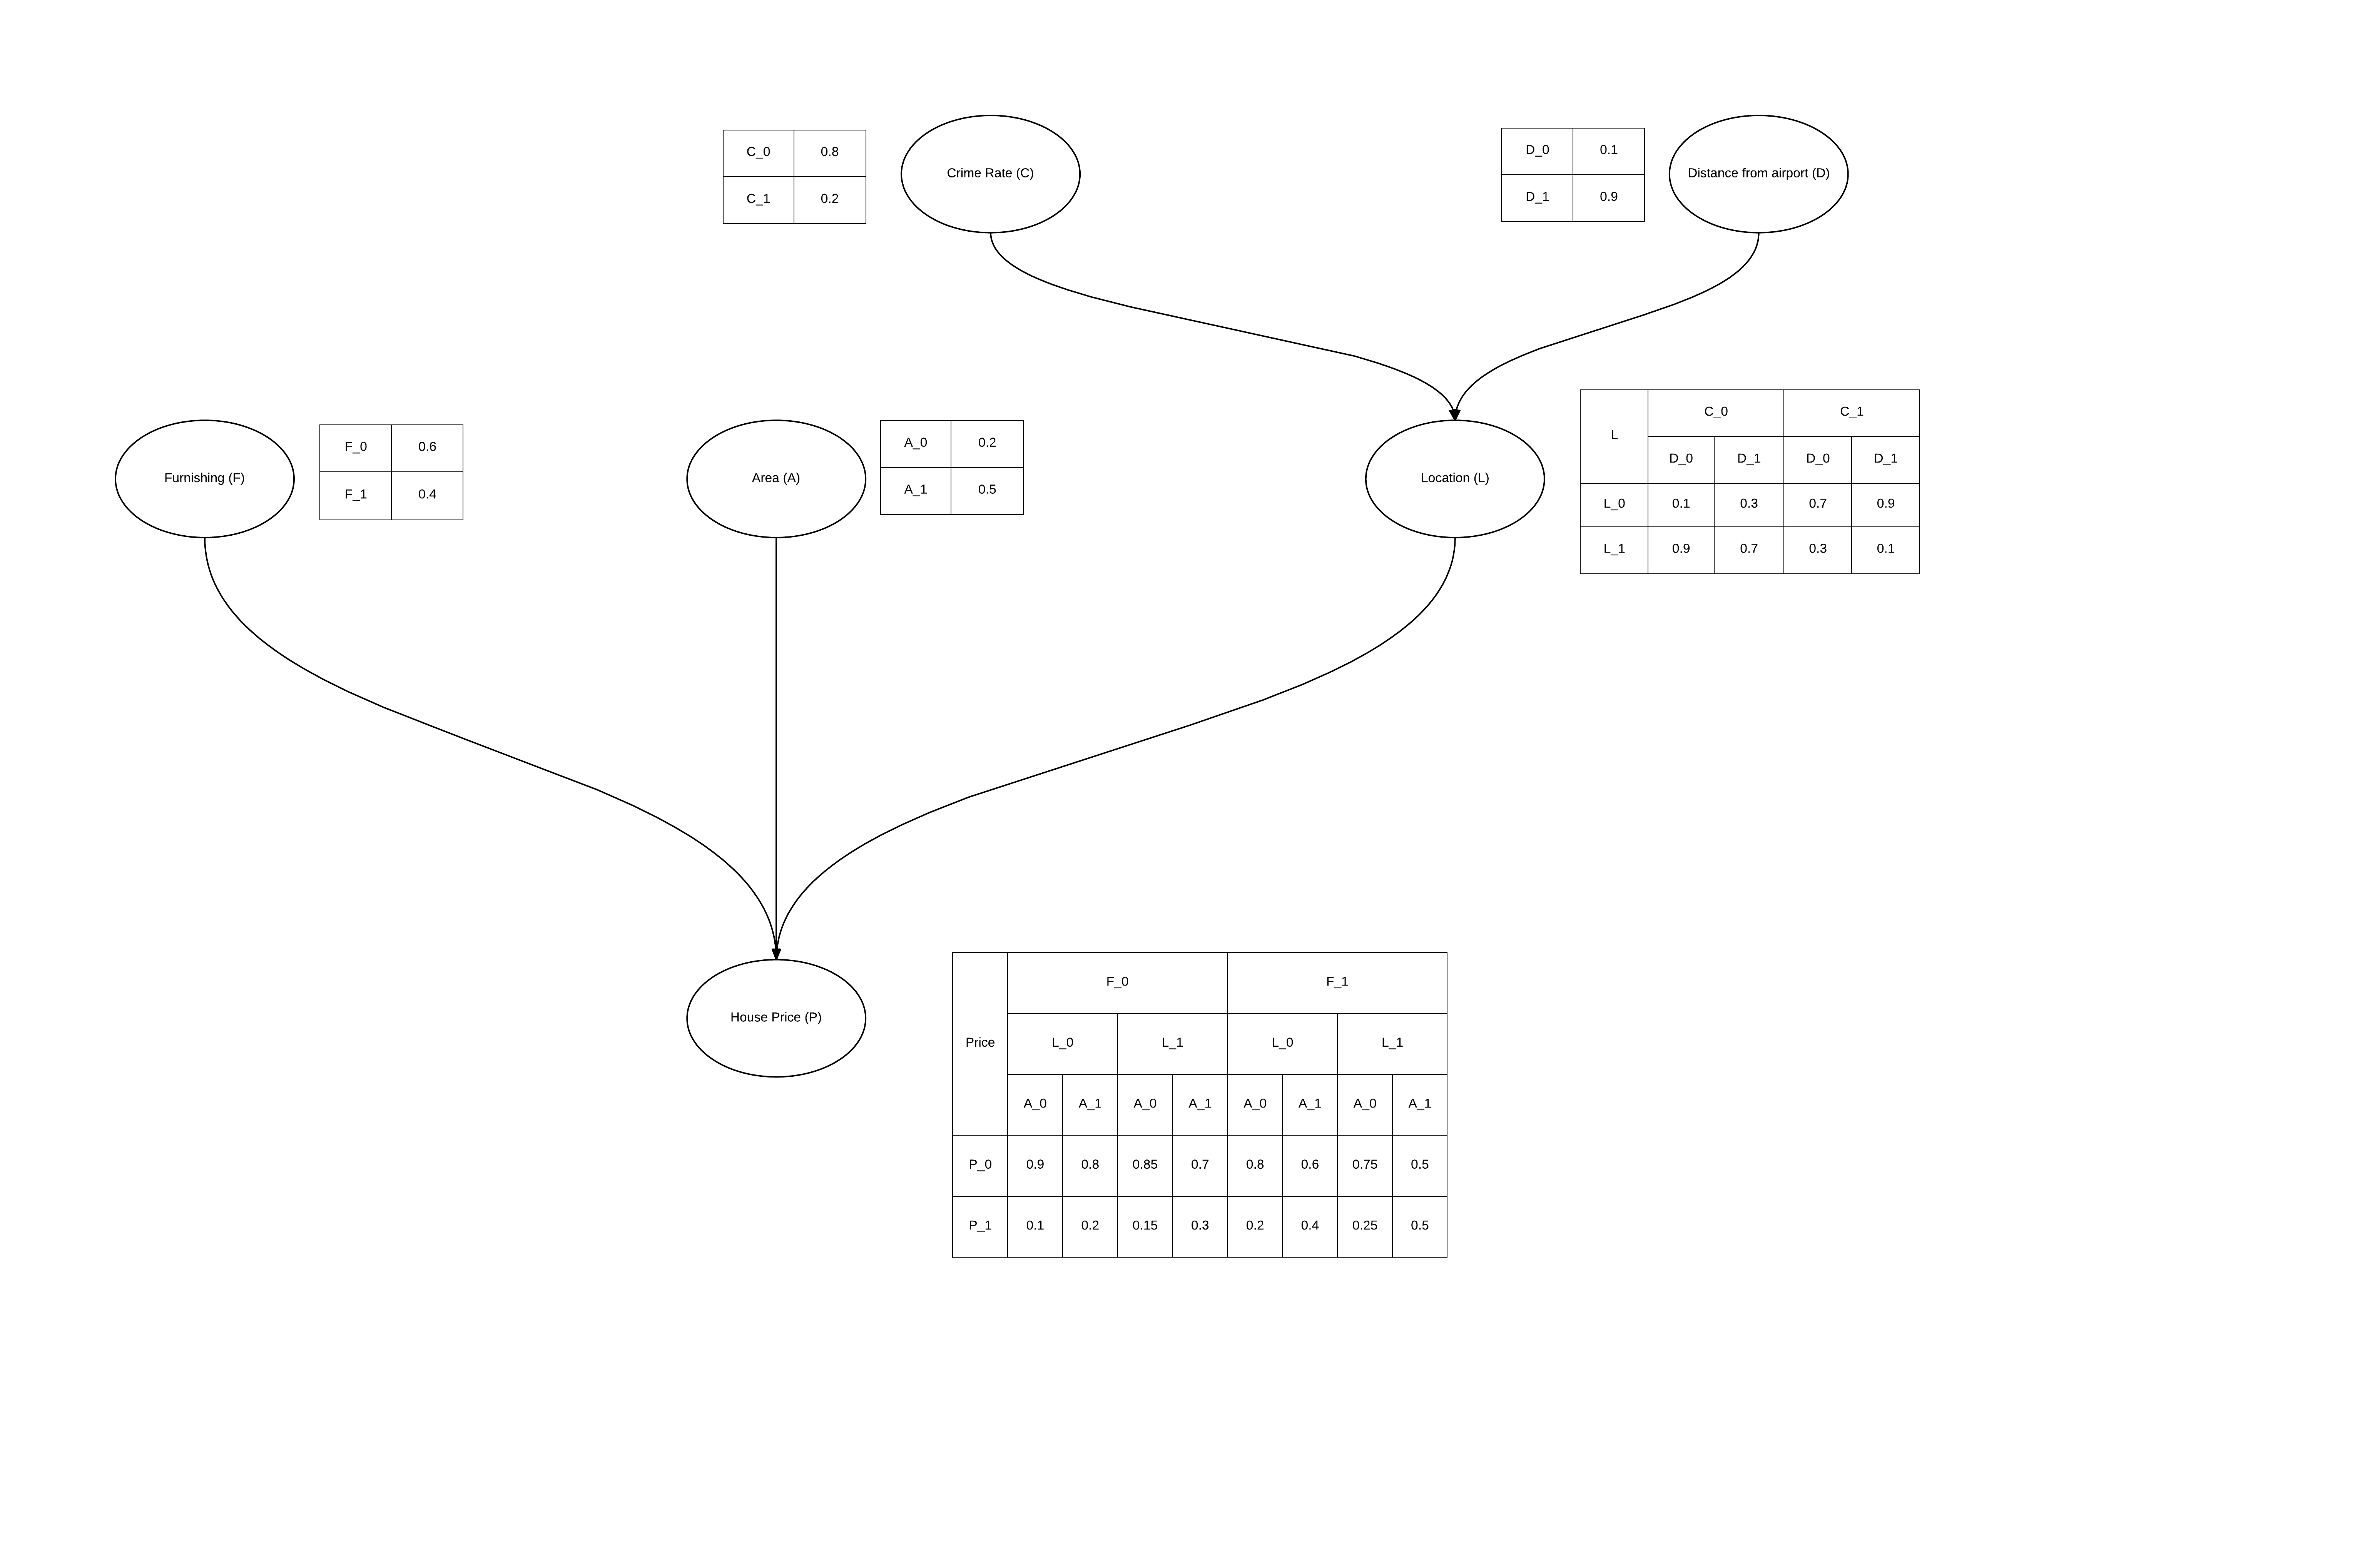 C_0 0.8
C_1 0.2
Crime Rate (C)
D_0 0.1
D_1 0.9
Distance from airport (D)
Furnishing (F)
F_0 0.6
F_1 0.4
Area (A)
A_0 0.2
A_1 0.5
Location (L)
L C_0 C_1
D_0 D_1 D_0 D_1
L_0 0.1 0.3 0.7 0.9
L_1 0.9 0.7 0.3 0.1
House Price (P)
F_0 F_1
Price L_0 L_1 L_0 L_1
A_0 A_1 A_0 A_1 A_0 A_1 A_0 A_1
P_0 0.9 0.8 0.85 0.7 0.8 0.6 0.75 0.5
P_1 0.1 0.2 0.15 0.3 0.2 0.4 0.25 0.5